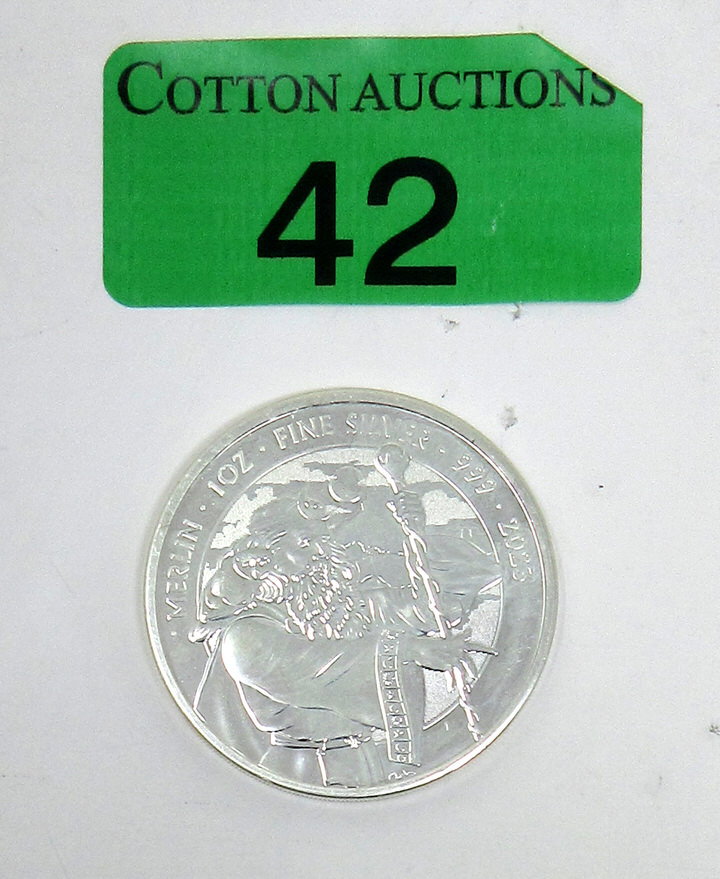 COTTON AUCTIONS
42
· MERLIN · 1OZ · FINE SILVER · 999 · 2023